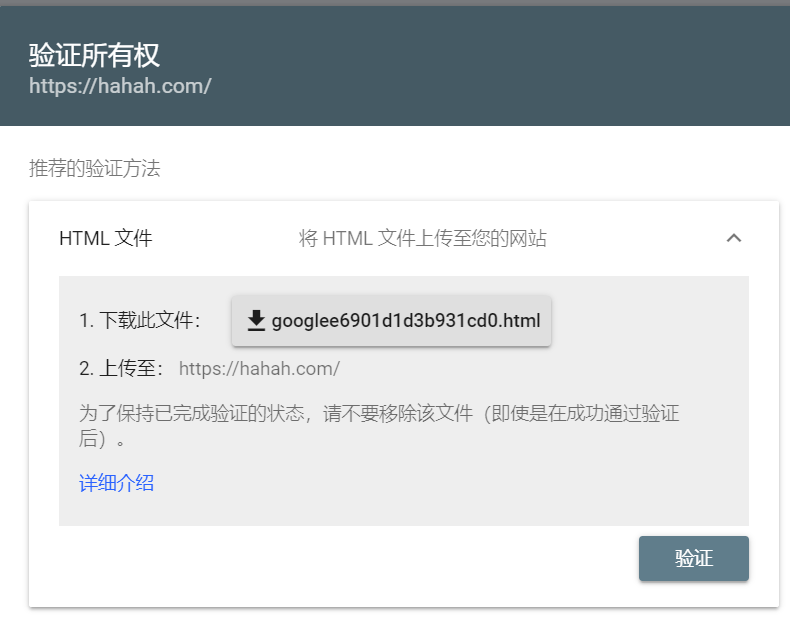 验证所有权
https://hahah.com/
推荐的验证方法
HTML 文件 将 HTML 文件上传至您的网站
1. 下载此文件： googlee6901d1d3b931cd0.html
2. 上传至： https://hahah.com/
为了保持已完成验证的状态，请不要移除该文件（即使是在成功通过验证
后）。
详细介绍
验证